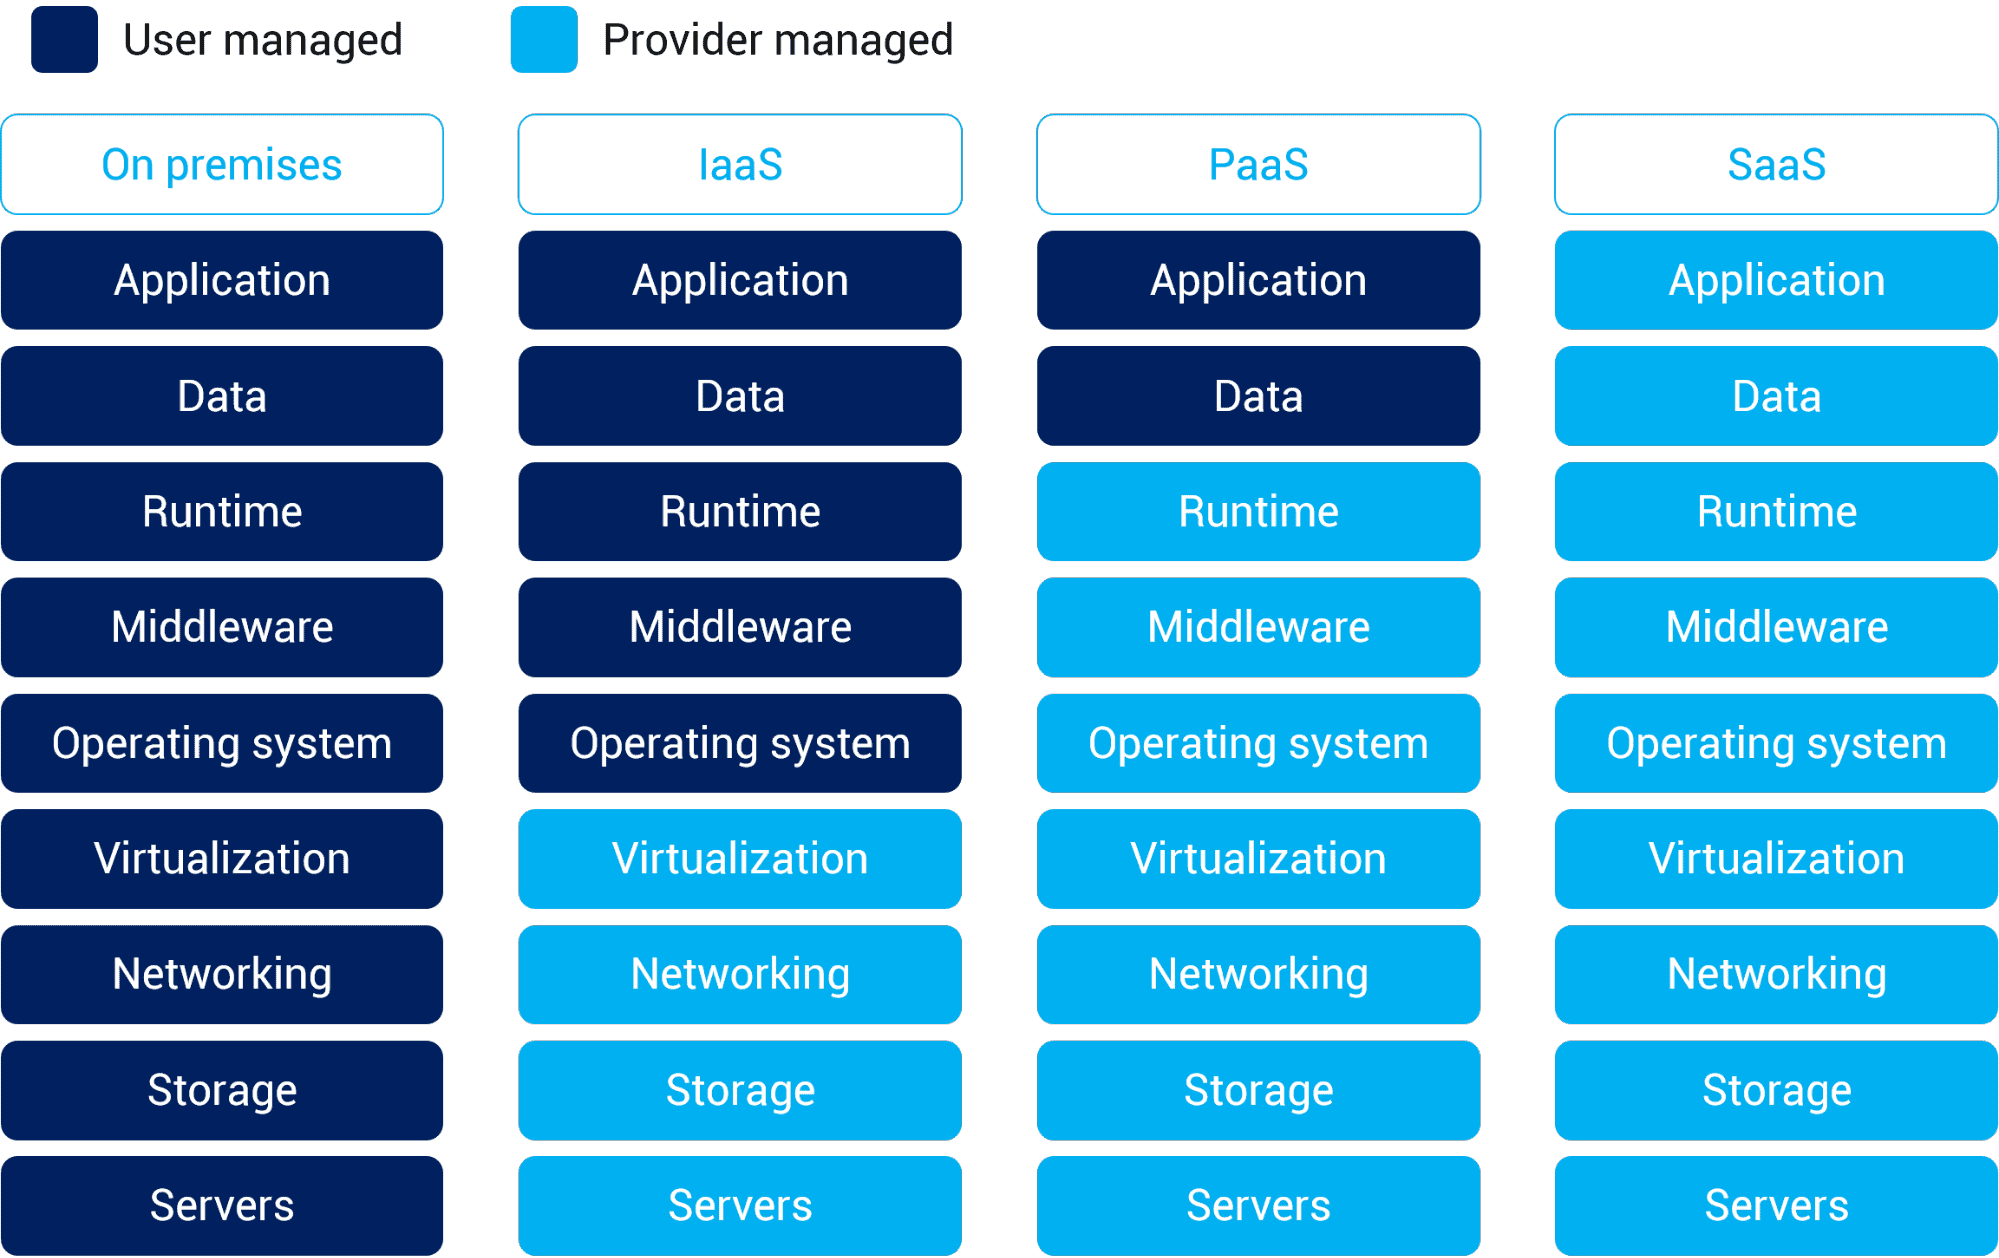 User managed
Provider managed
On premises
IaaS
PaaS
SaaS
Application
Application
Application
Application
Data
Data
Data
Data
Runtime
Runtime
Runtime
Runtime
Middleware
Middleware
Middleware
Middleware
Operating system
Operating system
Operating system
Operating system
Virtualization
Virtualization
Virtualization
Virtualization
Networking
Networking
Networking
Networking
Storage
Storage
Storage
Storage
Servers
Servers
Servers
Servers